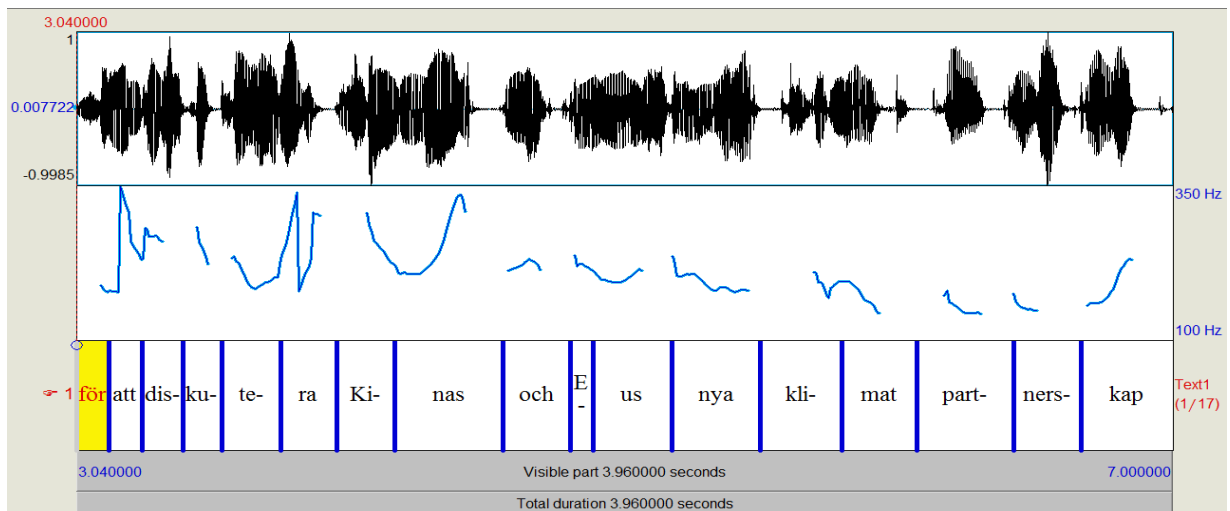 3.040000
1
0.007722
-0.9985
350 Hz
100 Hz
☞ 1 för att dis- ku- te- ra Ki- nas och E- us nya kli- mat part- ners- kap
Text1
(1/17)
3.040000 Visible part 3.960000 seconds 7.000000
Total duration 3.960000 seconds